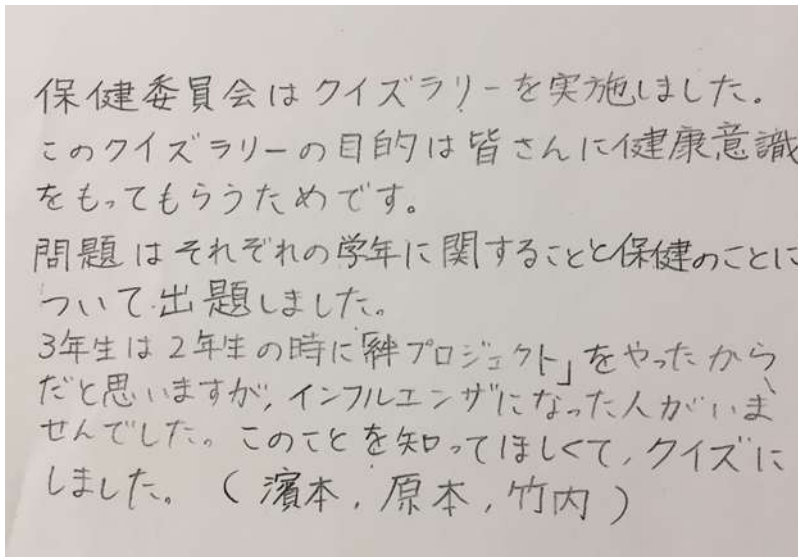 保健委員会はクイズラリーを実施しました。
このクイズラリーの目的は皆さんに健康意識
をもってもらうためです。
問題はそれぞれの学年に関することと保健のことに
ついて出題しました。
3年生は2年生の時に「絆プロジェクト」をやったから
だと思いますが、インフルエンザになった人がいま
せんでした。このことを知ってほしくて、クイズに
しました。(濱本,原本,竹内)